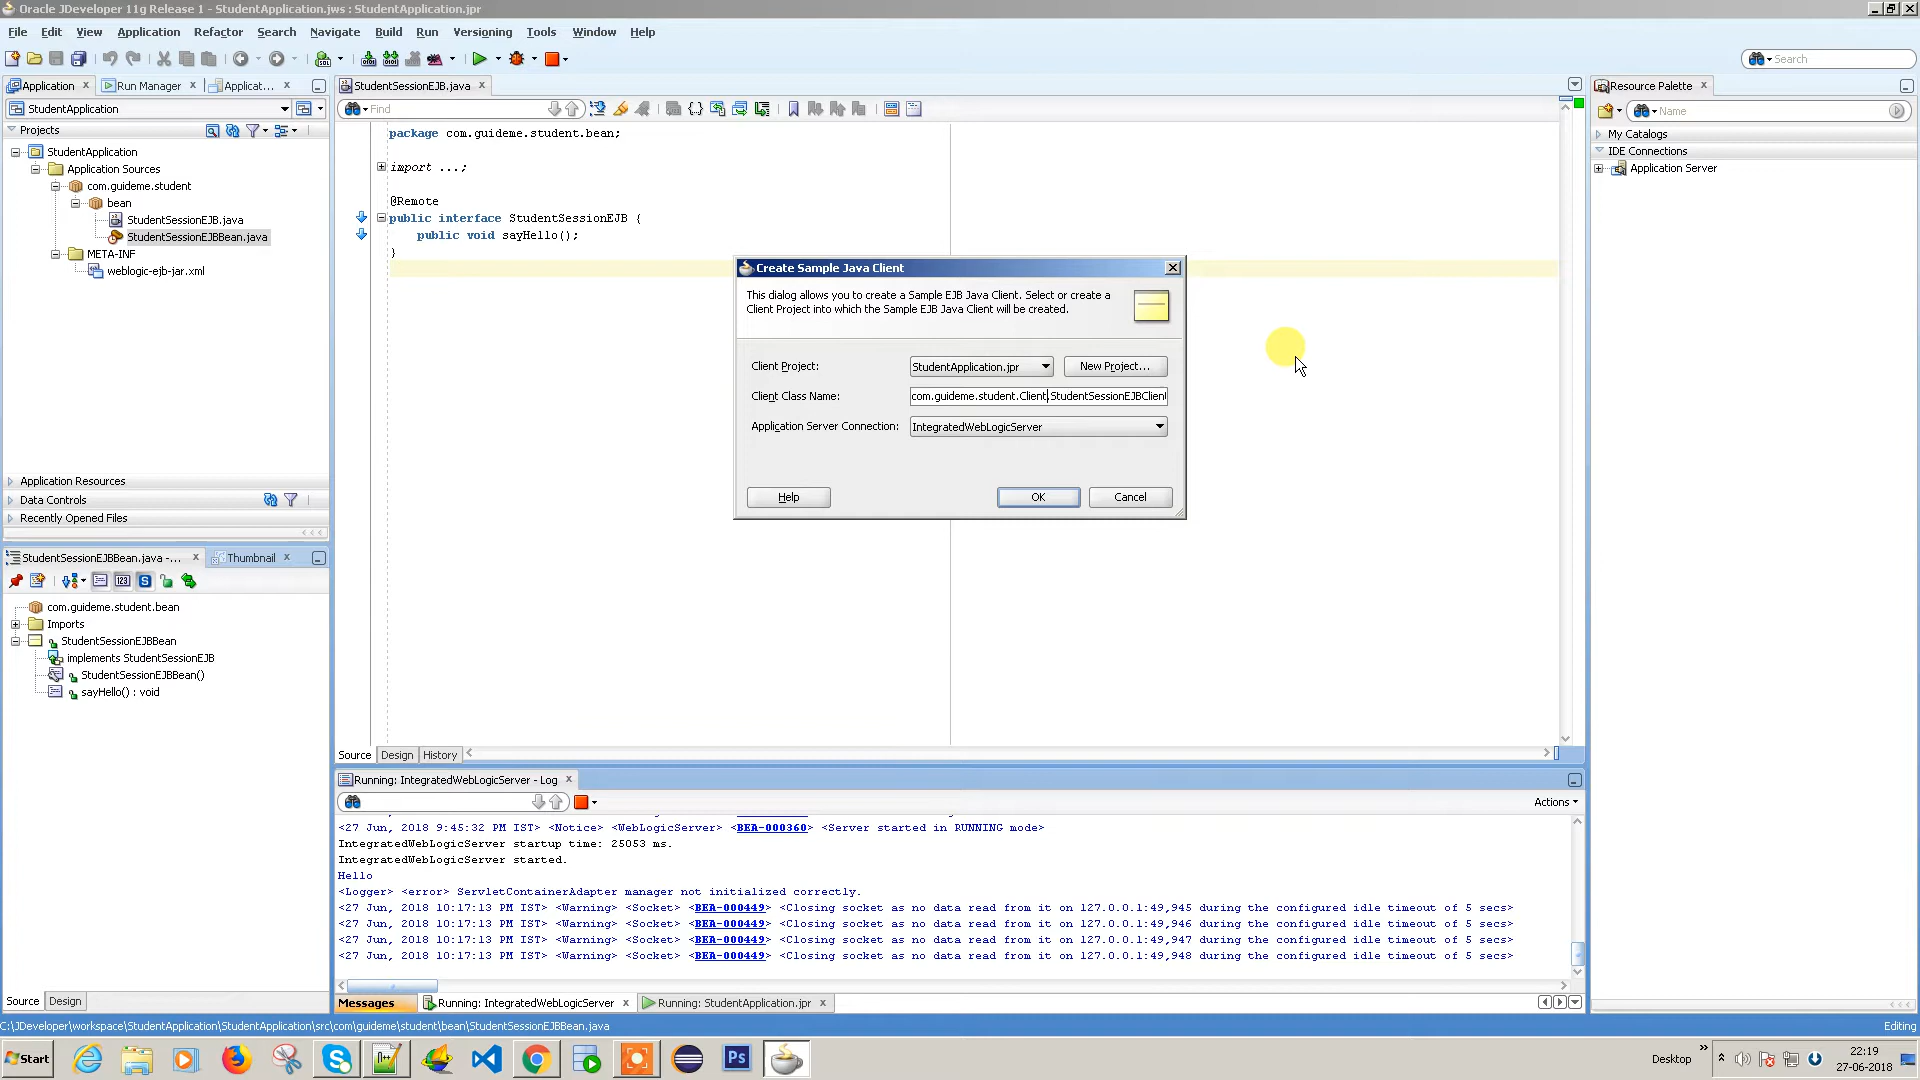 Oracle JDeveloper 11g Release 1 - StudentApplication.jws : StudentApplication.jpr
File Edit View Application Refactor Search Navigate Build Run Versioning Tools Window Help
Search
Application
Run Manager
Applicat...
StudentSessionEJB.java
Resource Palette
StudentApplication
Find
Name
Projects
My Catalogs
IDE Connections
Application Server
StudentApplication
Application Sources
com.guideme.student
bean
StudentSessionEJB.java
StudentSessionEJBBean.java
META-INF
weblogic-ejb-jar.xml
package com.guideme.student.bean;
import ...;
@Remote
public interface StudentSessionEJB {
public void sayHello();
}
Create Sample Java Client
This dialog allows you to create a Sample EJB Java Client. Select or create a
Client Project into which the Sample EJB Java Client will be created.
Client Project: StudentApplication.jpr New Project...
Client Class Name: com.guideme.student.Client.StudentSessionEJBClient
Application Server Connection: IntegratedWebLogicServer
Help OK Cancel
Application Resources
Data Controls
Recently Opened Files
StudentSessionEJBBean.java -...
Thumbnail
com.guideme.student.bean
Imports
StudentSessionEJBBean
implements StudentSessionEJB
StudentSessionEJBBean()
sayHello() : void
Source Design
Source Design History
Running: IntegratedWebLogicServer - Log
Actions
<27 Jun, 2018 9:45:32 PM IST> <Notice> <WebLogicServer> <BEA-000360> <Server started in RUNNING mode>
IntegratedWebLogicServer startup time: 25053 ms.
IntegratedWebLogicServer started.
Hello
<Logger> <error> ServletContainerAdapter manager not initialized correctly.
<27 Jun, 2018 10:17:13 PM IST> <Warning> <Socket> <BEA-000449> <Closing socket as no data read from it on 127.0.0.1:49,945 during the configured idle timeout of 5 secs>
<27 Jun, 2018 10:17:13 PM IST> <Warning> <Socket> <BEA-000449> <Closing socket as no data read from it on 127.0.0.1:49,946 during the configured idle timeout of 5 secs>
<27 Jun, 2018 10:17:13 PM IST> <Warning> <Socket> <BEA-000449> <Closing socket as no data read from it on 127.0.0.1:49,947 during the configured idle timeout of 5 secs>
<27 Jun, 2018 10:17:13 PM IST> <Warning> <Socket> <BEA-000449> <Closing socket as no data read from it on 127.0.0.1:49,948 during the configured idle timeout of 5 secs>
Messages
Running: IntegratedWebLogicServer
Running: StudentApplication.jpr
C:\JDeveloper\workspace\StudentApplication\StudentApplication\src\com\guideme\student\bean\StudentSessionEJBBean.java
Editing
Start
Ps
Desktop
22:19
27-06-2018